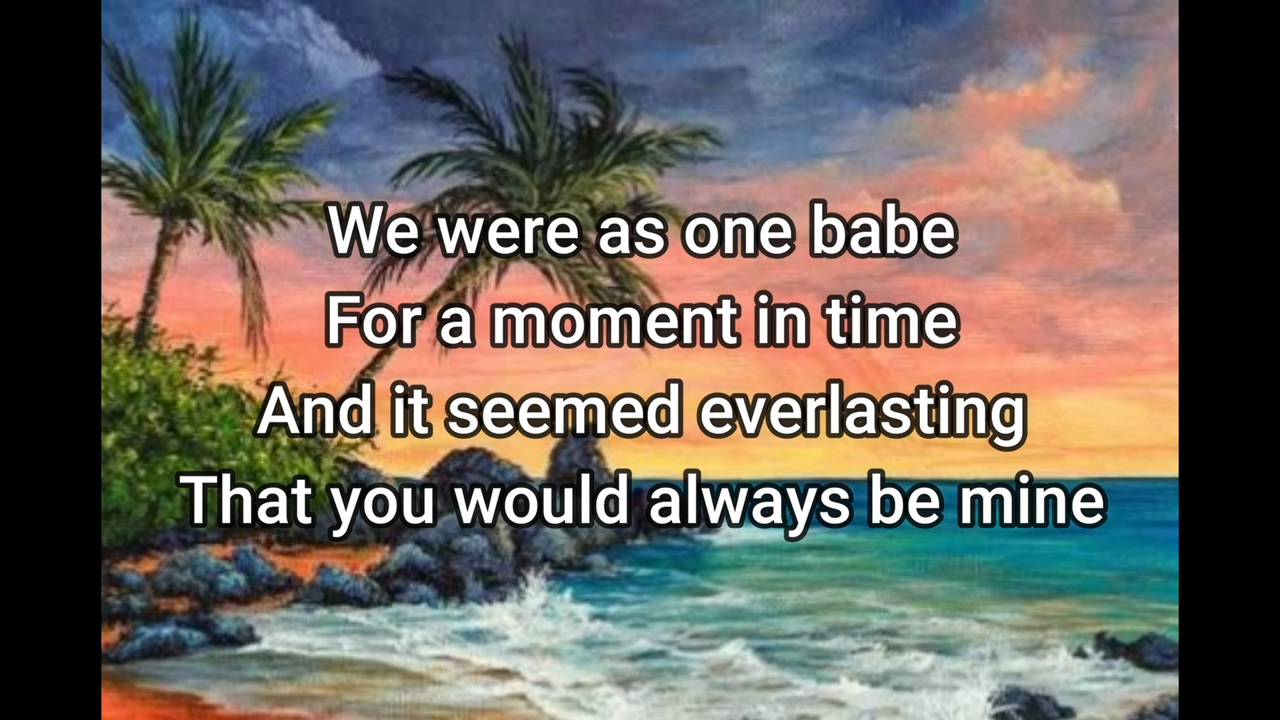 We were as one babe
For a moment in time
And it seemed everlasting
That you would always be mine